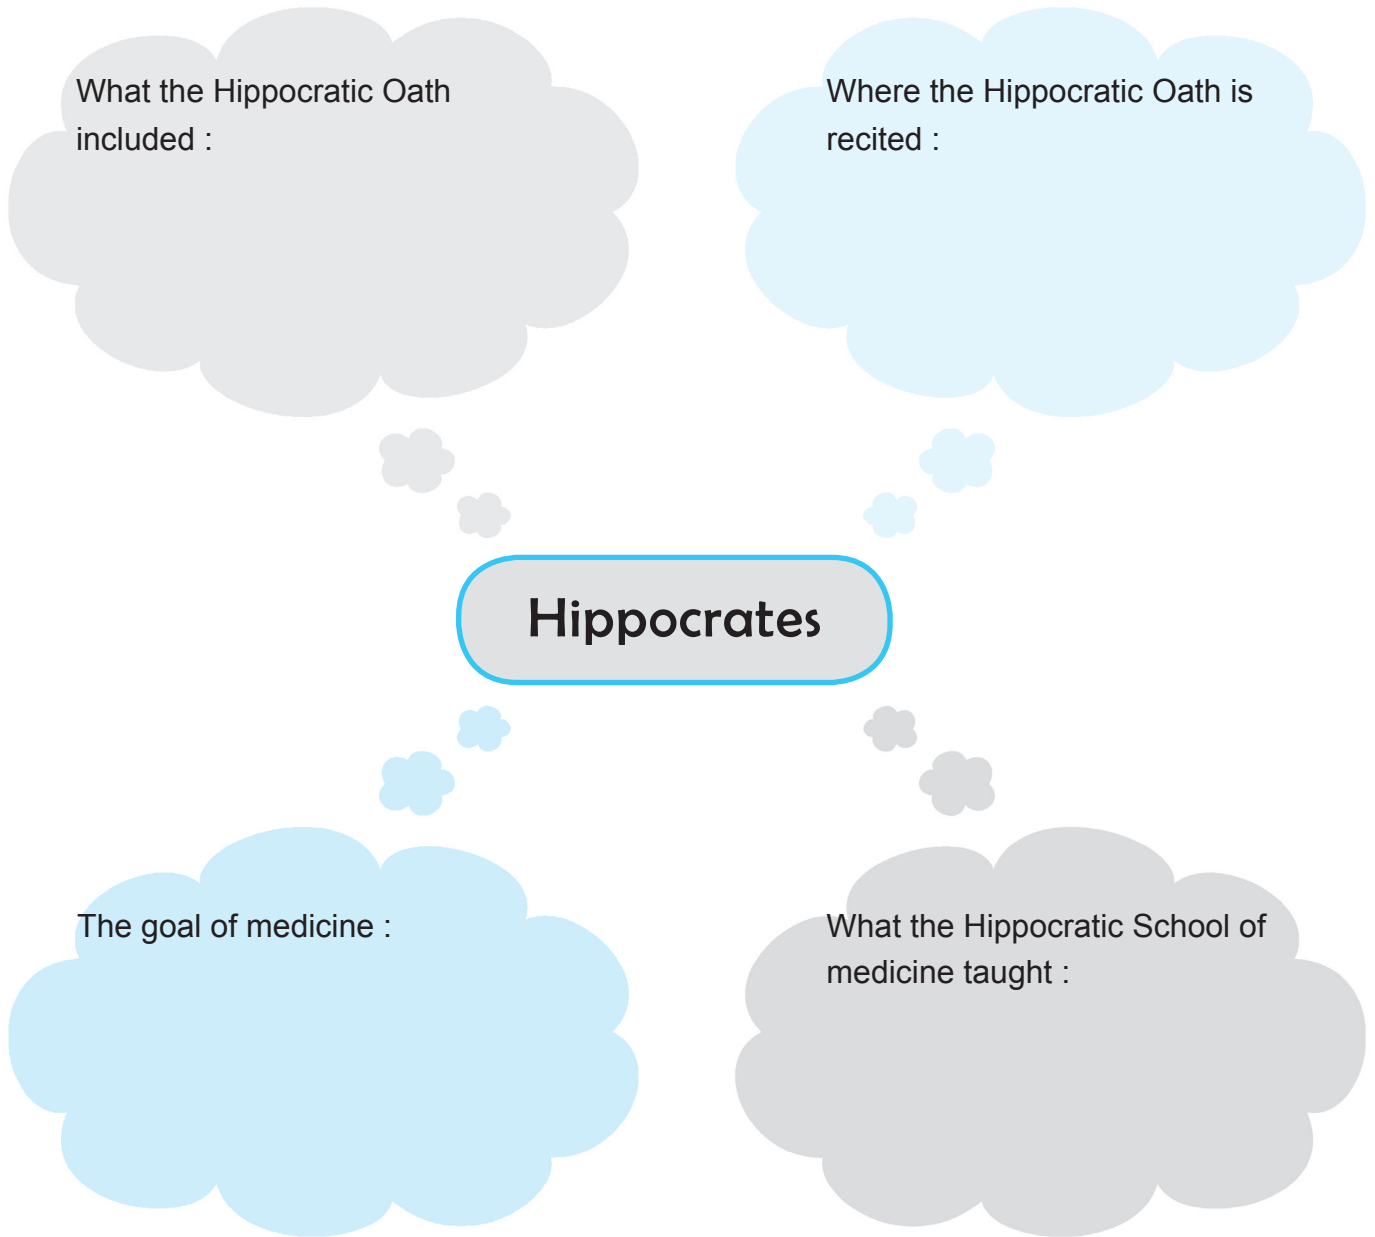 What the Hippocratic Oath
included :
Where the Hippocratic Oath is
recited :
Hippocrates
The goal of medicine :
What the Hippocratic School of
medicine taught :